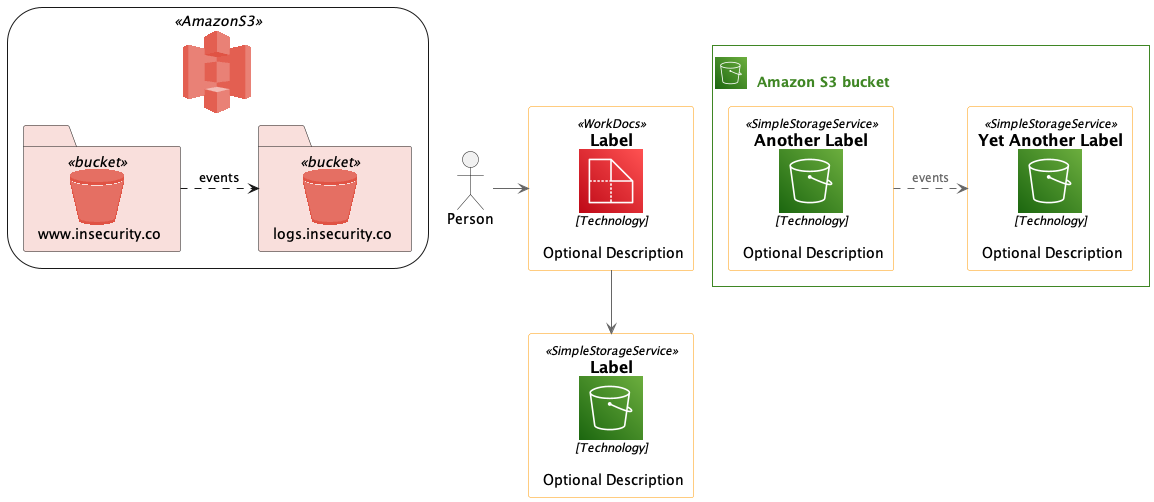 «AmazonS3»
«bucket»
www.insecurity.co
events
«bucket»
logs.insecurity.co
Person
«WorkDocs»
Label
[Technology]
Optional Description
Amazon S3 bucket
«SimpleStorageService»
Another Label
[Technology]
Optional Description
events
«SimpleStorageService»
Yet Another Label
[Technology]
Optional Description
«SimpleStorageService»
Label
[Technology]
Optional Description